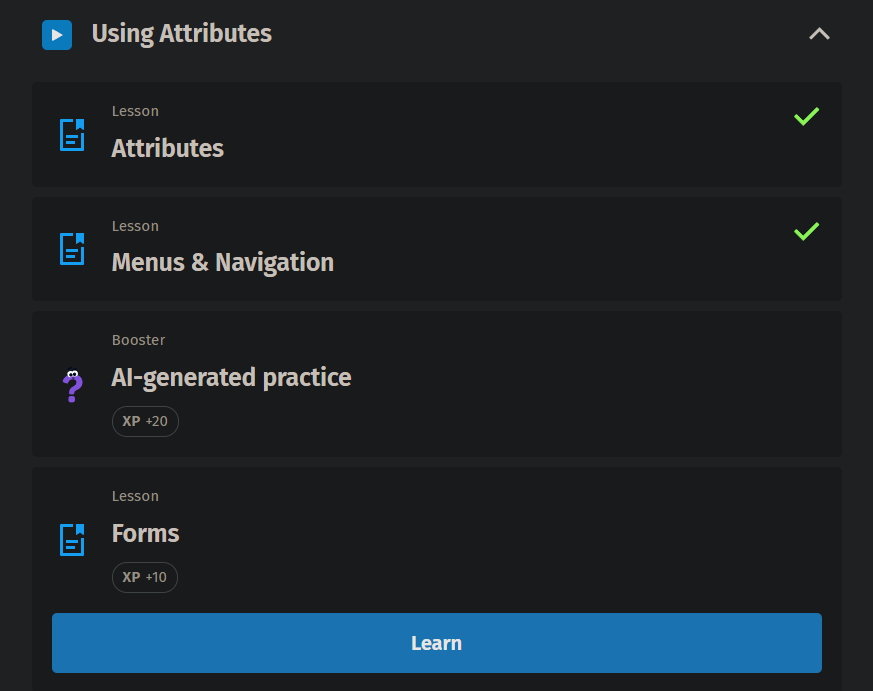 Using Attributes
Lesson
Attributes
Lesson
Menus & Navigation
Booster
AI-generated practice
XP +20
Lesson
Forms
XP +10
Learn